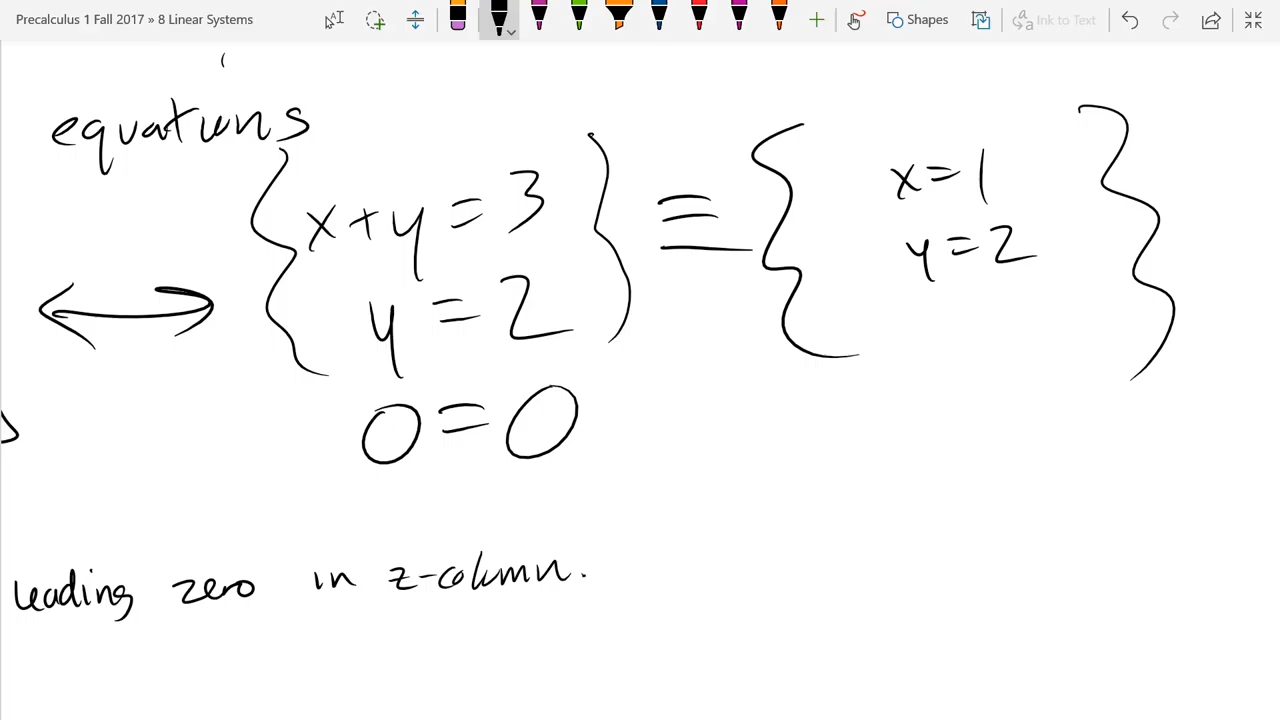 Precalculus 1 Fall 2017 » 8 Linear Systems
Shapes
Ink to Text
equations
{ x+y=3 } ≡ { x=1 }
y=2 y=2
0=0
leading zero in z-column.